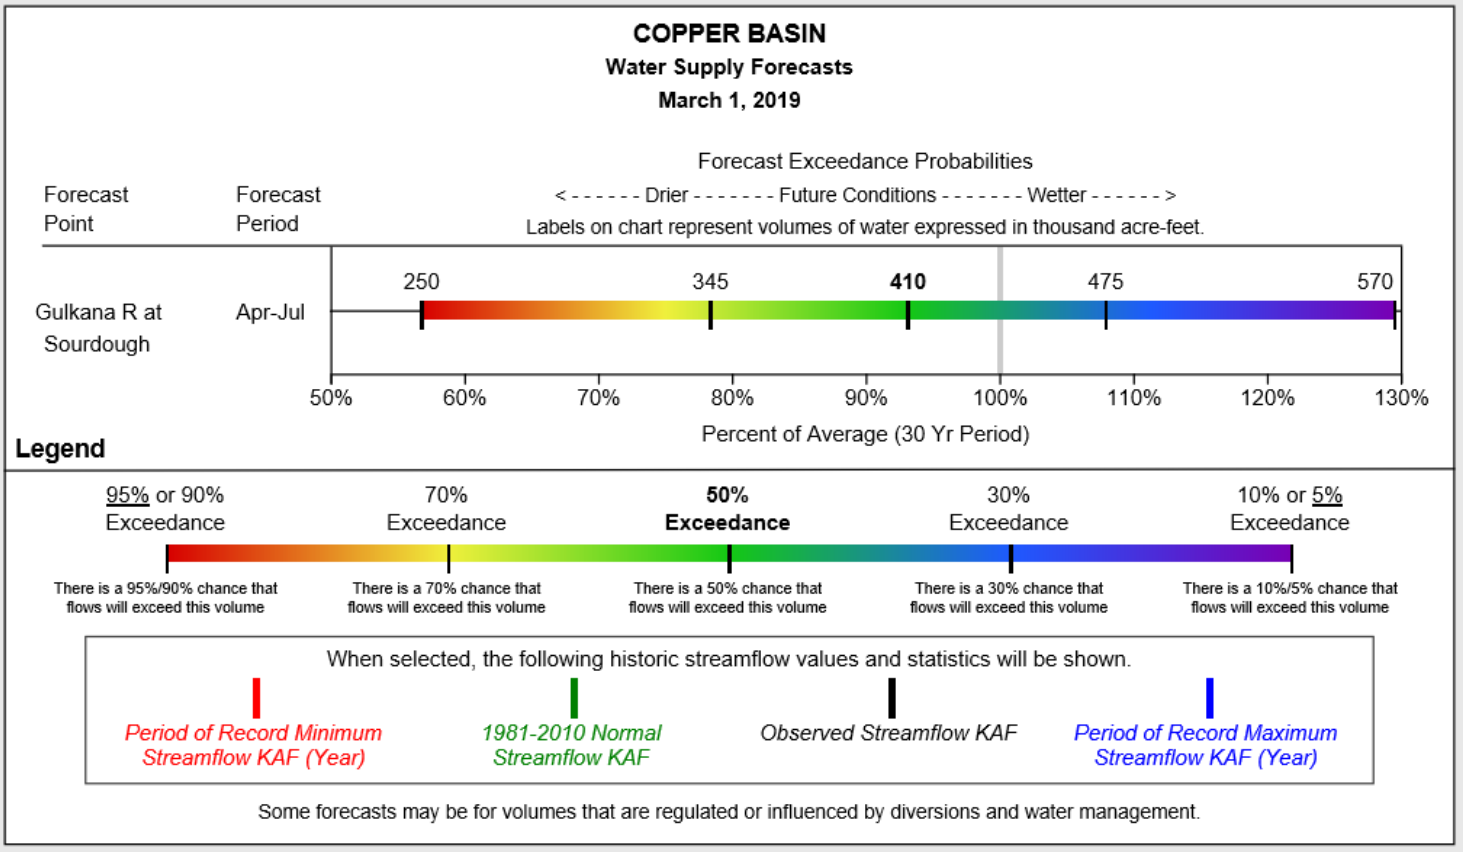 COPPER BASIN
Water Supply Forecasts
March 1, 2019
Forecast Exceedance Probabilities
Forecast Point
Forecast Period
<------ Drier ------- Future Conditions ------- Wetter ------>
Labels on chart represent volumes of water expressed in thousand acre-feet.
250 345 410 475 570
Gulkana R at Sourdough
Apr-Jul
50% 60% 70% 80% 90% 100% 110% 120% 130%
Percent of Average (30 Yr Period)
Legend
95% or 90% Exceedance
70% Exceedance
50% Exceedance
30% Exceedance
10% or 5% Exceedance
There is a 95%/90% chance that
flows will exceed this volume
There is a 70% chance that
flows will exceed this volume
There is a 50% chance that
flows will exceed this volume
There is a 30% chance that
flows will exceed this volume
There is a 10%/5% chance that
flows will exceed this volume
When selected, the following historic streamflow values and statistics will be shown.
Period of Record Minimum
Streamflow KAF (Year)
1981-2010 Normal
Streamflow KAF
Observed Streamflow KAF
Period of Record Maximum
Streamflow KAF (Year)
Some forecasts may be for volumes that are regulated or influenced by diversions and water management.